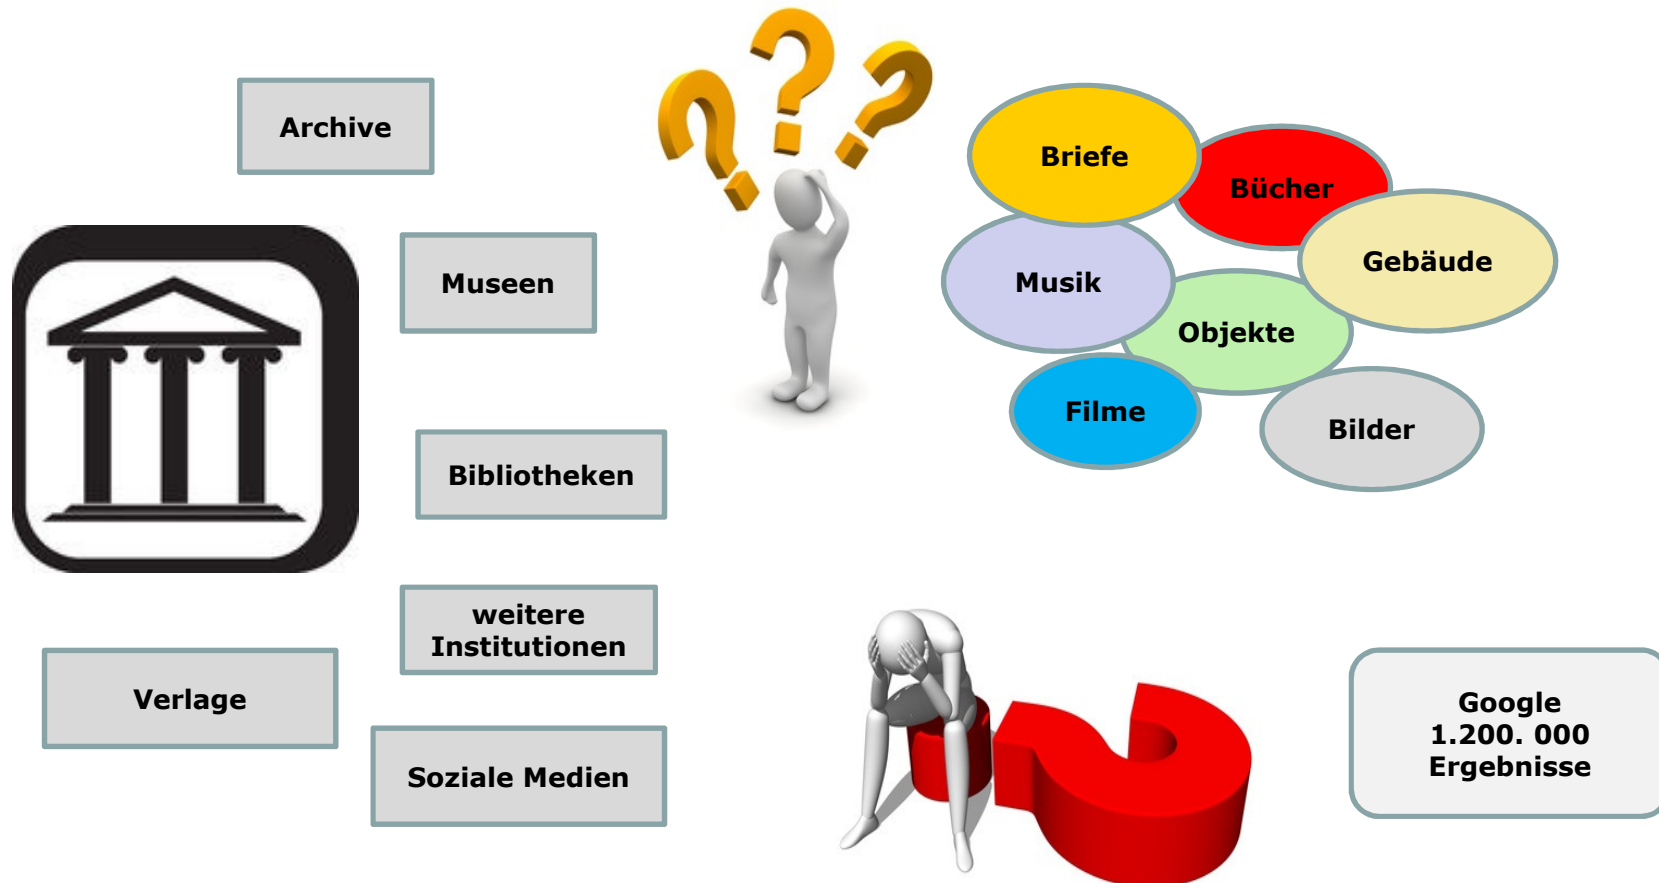 Archive
Museen
Bibliotheken
weitere
Institutionen
Verlage
Soziale Medien
Briefe
Bücher
Gebäude
Musik
Objekte
Filme
Bilder
Google
1.200. 000
Ergebnisse